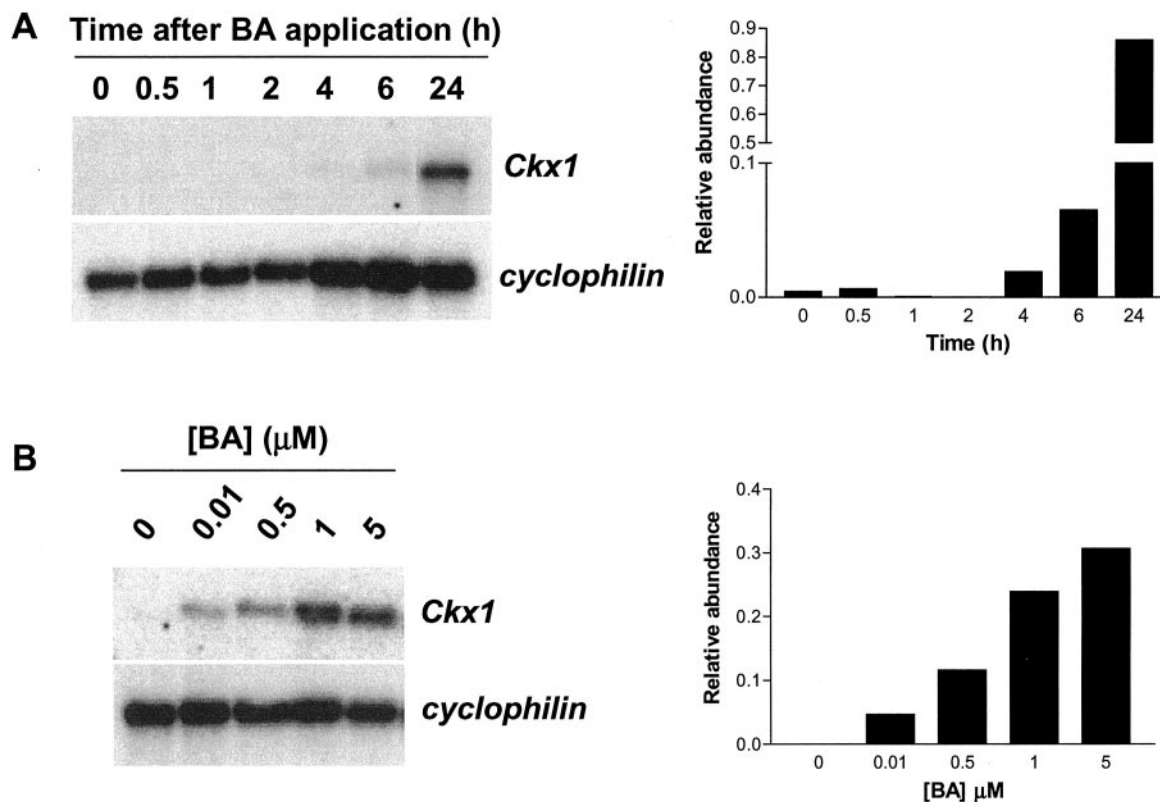 A
Time after BA application (h)
0 0.5 1 2 4 6 24
Ckx1
cyclophilin
Relative abundance
0.9
0.8
0.7
0.6
0.5
0.1
0.0
0 0.5 1 2 4 6 24
Time (h)
B
[BA] (μM)
0 0.01 0.5 1 5
Ckx1
cyclophilin
Relative abundance
0.4
0.3
0.2
0.1
0.0
0 0.01 0.5 1 5
[BA] μM